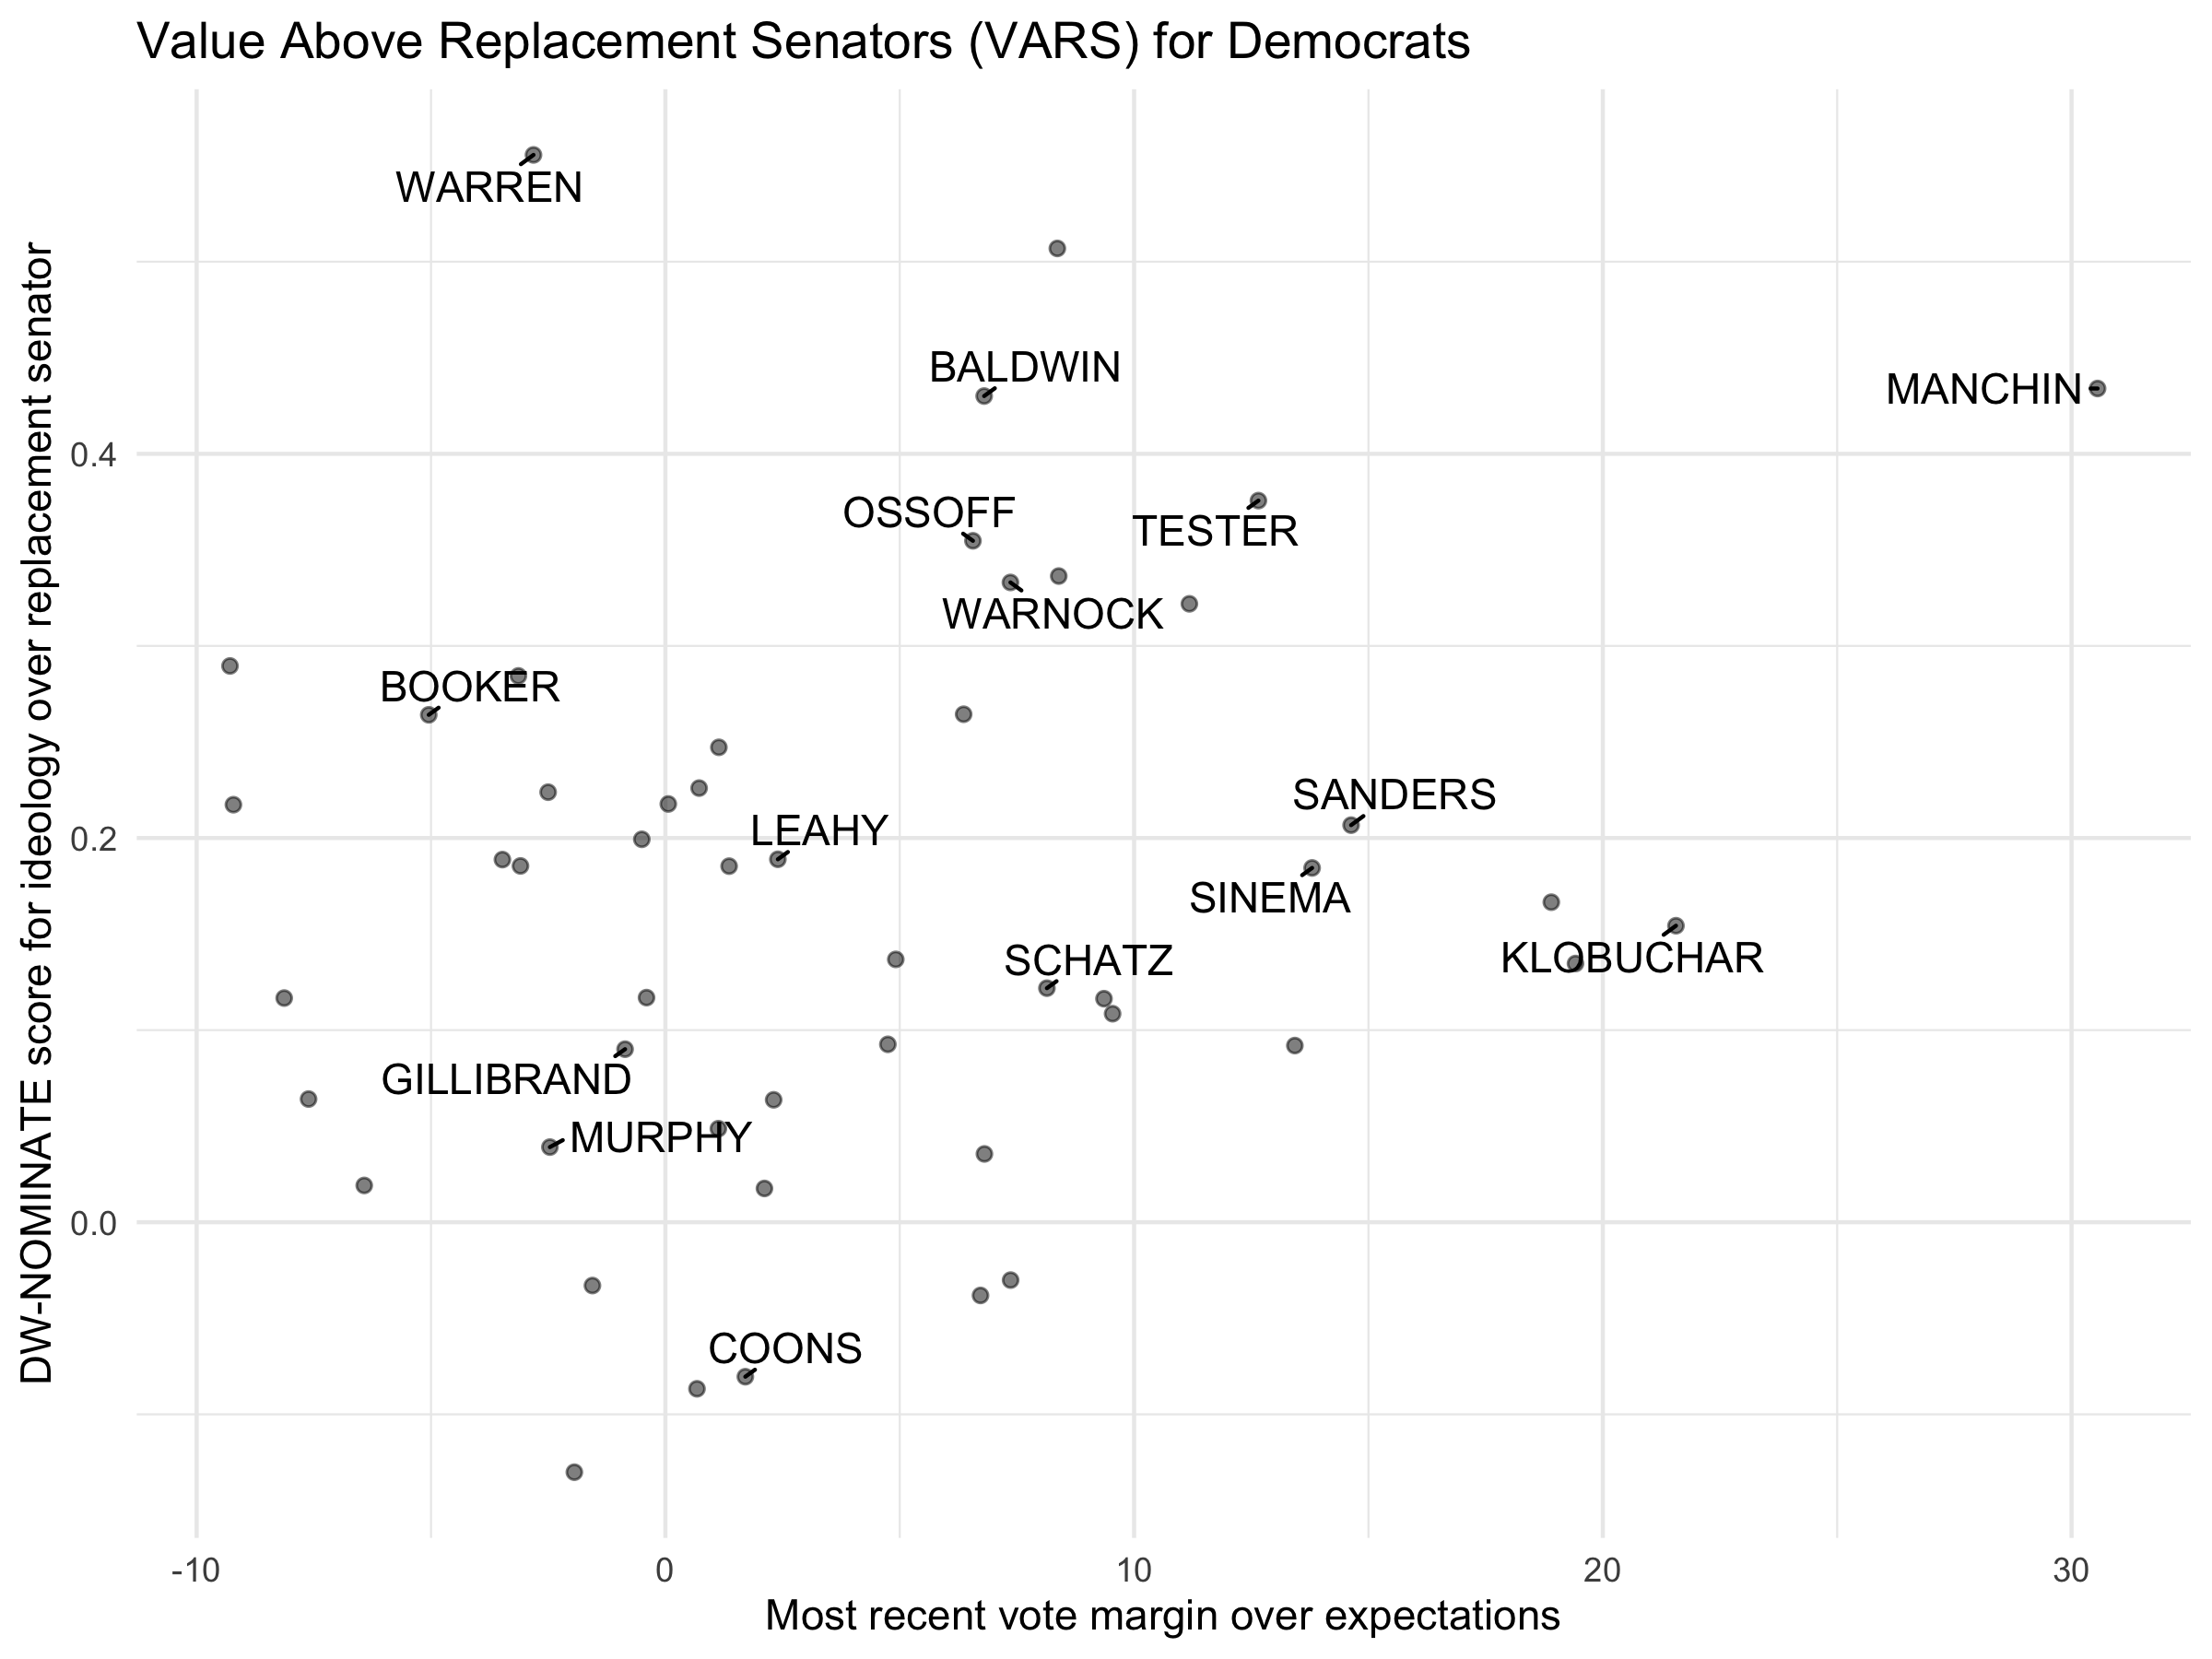 Value Above Replacement Senators (VARS) for Democrats
DW-NOMINATE score for ideology over replacement senator
WARREN
BALDWIN
MANCHIN
0.4
OSSOFF
TESTER
WARNOCK
BOOKER
SANDERS
LEAHY
0.2
SINEMA
KLOBUCHAR
SCHATZ
GILLIBRAND
MURPHY
0.0
COONS
-10 0 10 20 30
Most recent vote margin over expectations